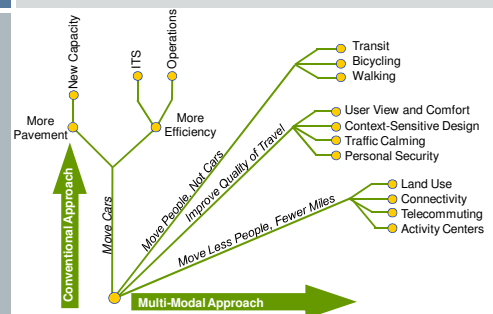 New Capacity
ITS
Operations
More
Pavement
More
Efficiency
Conventional Approach
Move Cars
Move People, Not Cars
Improve Quality of Travel
Move Less People, Fewer Miles
Transit
Bicycling
Walking
User View and Comfort
Context-Sensitive Design
Traffic Calming
Personal Security
Land Use
Connectivity
Telecommuting
Activity Centers
Multi-Modal Approach